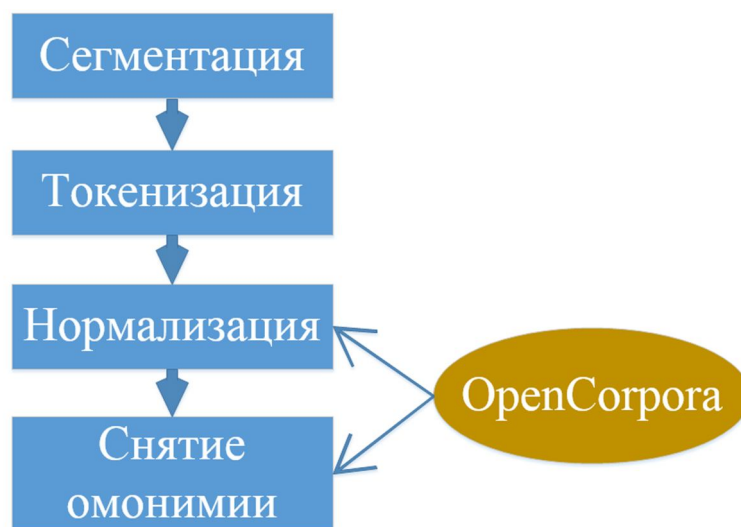 Сегментация
Токенизация
Нормализация
OpenCorpora
Снятие
омонимии